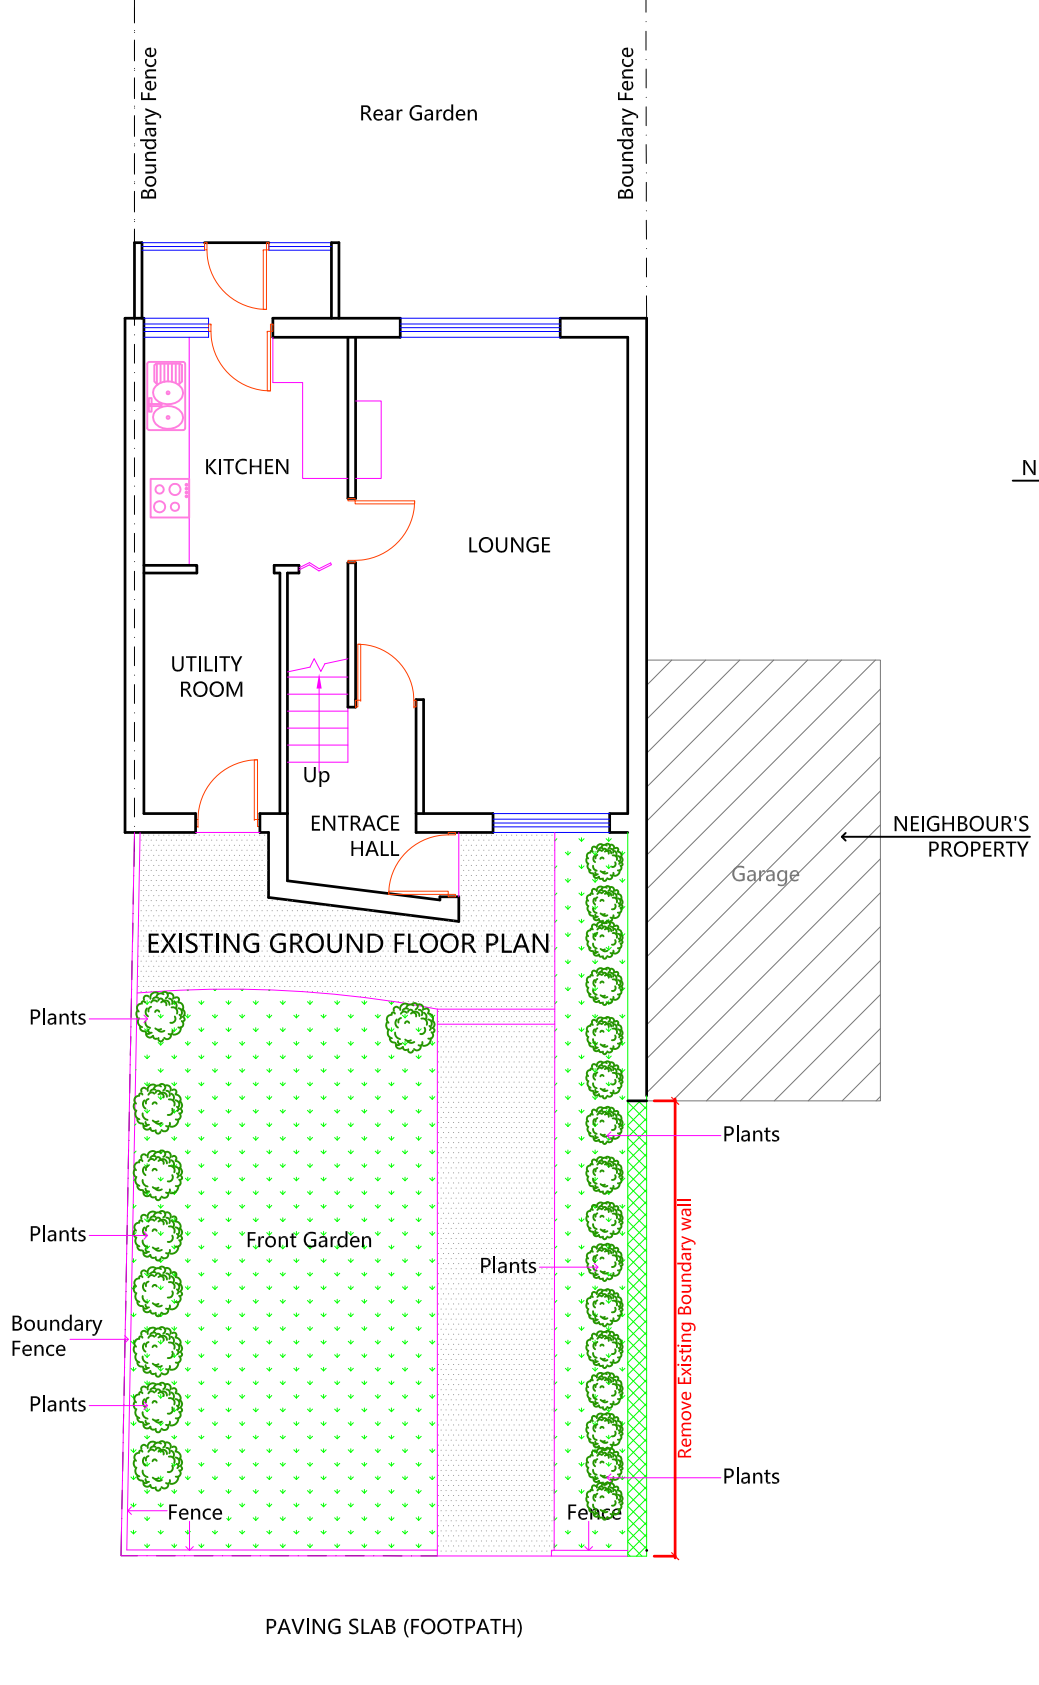 Boundary Fence
Boundary Fence
Rear Garden
KITCHEN
N
LOUNGE
UTILITY
ROOM
Up
ENTRACE
HALL
NEIGHBOUR'S
PROPERTY
Garage
EXISTING GROUND FLOOR PLAN
Plants
Plants
Plants
Front Garden
Plants
Remove Existing Boundary wall
Boundary
Fence
Plants
Plants
Fence
Fence
PAVING SLAB (FOOTPATH)